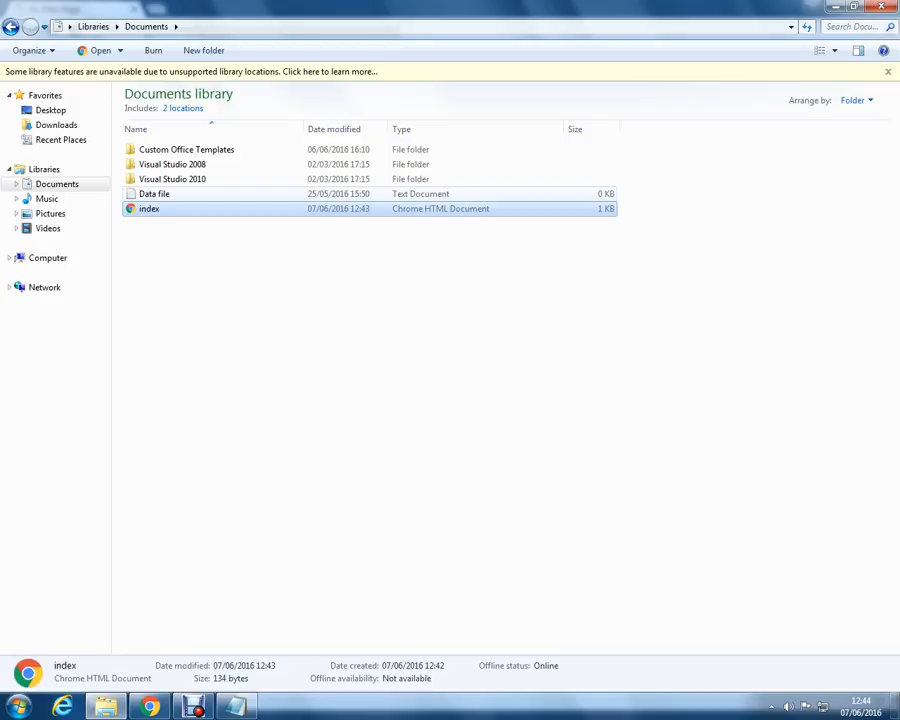 Libraries Documents
Search Docu...
Organize Open Burn New folder
Some library features are unavailable due to unsupported library locations. Click here to learn more...
Favorites
Desktop
Downloads
Recent Places
Libraries
Documents
Music
Pictures
Videos
Computer
Network
Documents library
Includes: 2 locations
Arrange by: Folder
Name Date modified Type Size
Custom Office Templates 06/06/2016 16:10 File folder
Visual Studio 2008 02/03/2016 17:15 File folder
Visual Studio 2010 02/03/2016 17:15 File folder
Data file 25/05/2016 15:50 Text Document 0 KB
index 07/06/2016 12:43 Chrome HTML Document 1 KB
index Date modified: 07/06/2016 12:43 Date created: 07/06/2016 12:42 Offline status: Online
Chrome HTML Document Size: 134 bytes Offline availability: Not available
12:44
07/06/2016